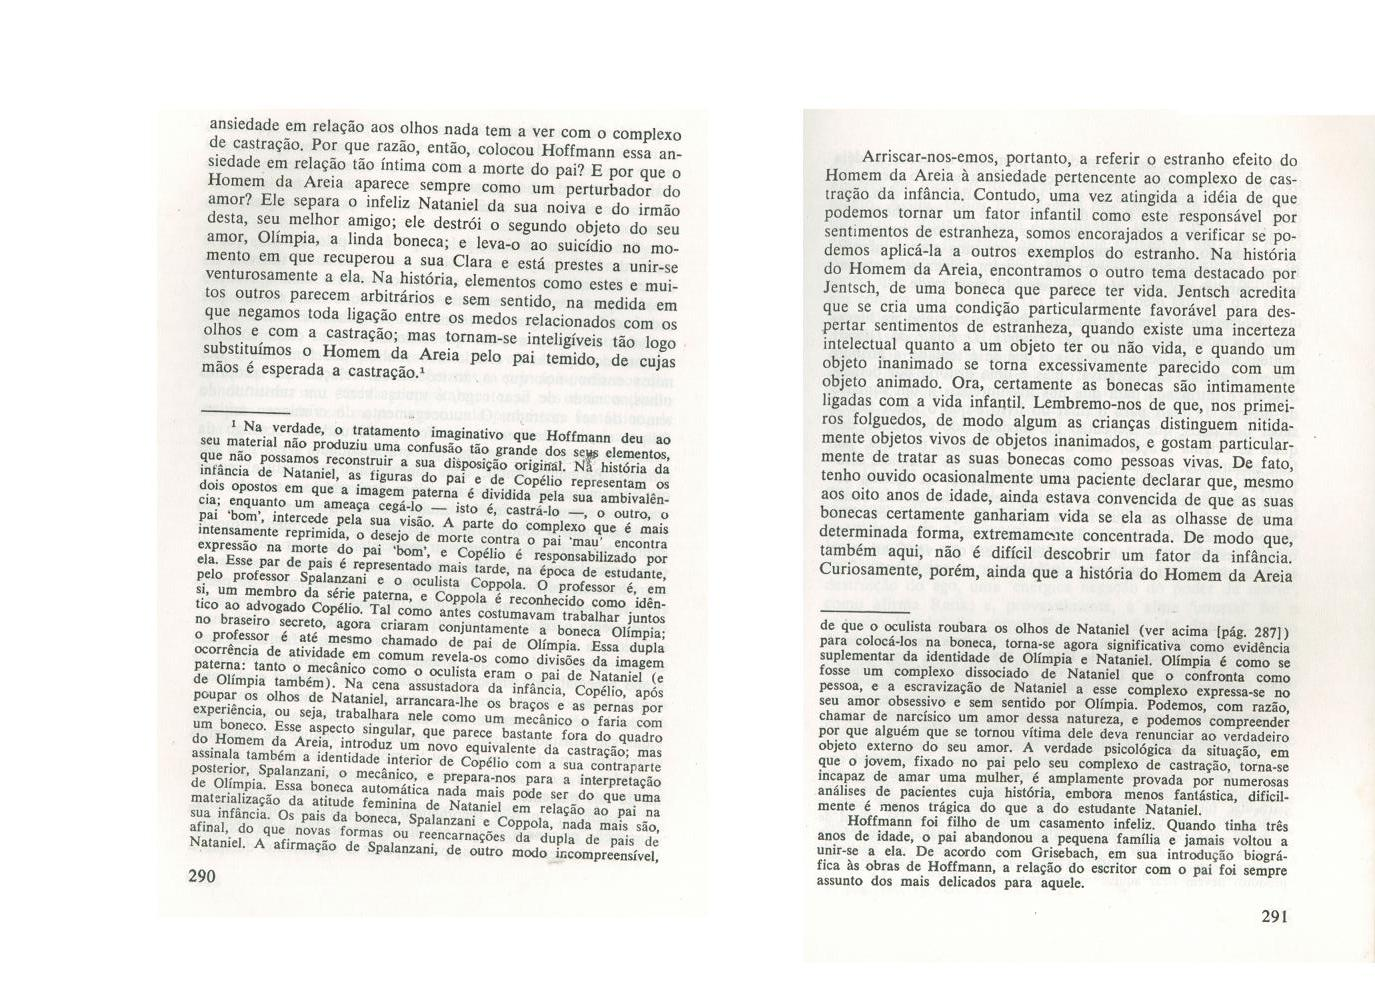 ansiedade em relação aos olhos nada tem a ver com o complexo
de castração. Por que razão, então, colocou Hoffmann essa an-
siedade em relação tão íntima com a morte do pai? E por que o
Homem da Areia aparece sempre como um perturbador do
amor? Ele separa o infeliz Nataniel da sua noiva e do irmão
desta, seu melhor amigo; ele destrói o segundo objeto do seu
amor, Olímpia, a linda boneca; e leva-o ao suicídio no mo-
mento em que recuperou a sua Clara e está prestes a unir-se
venturosamente a ela. Na história, elementos como estes e mui-
tos outros parecem arbitrários e sem sentido, na medida em
que negamos toda ligação entre os medos relacionados com os
olhos e com a castração; mas tornam-se inteligíveis tão logo
substituímos o Homem da Areia pelo pai temido, de cujas
mãos é esperada a castração.¹
¹ Na verdade, o tratamento imaginativo que Hoffmann deu ao
seu material não produziu uma confusão tão grande dos seus elementos,
que não possamos reconstruir a sua disposição original. Na história da
infância de Nataniel, as figuras do pai e de Copélio representam os
dois opostos em que a imagem paterna é dividida pela sua ambivalên-
cia; enquanto um ameaça cegá-lo — isto é, castrá-lo —, o outro, o
pai 'bom', intercede pela sua visão. A parte do complexo que é mais
intensamente reprimida, o desejo de morte contra o pai 'mau' encontra
expressão na morte do pai 'bom', e Copélio é responsabilizado por
ela. Esse par de pais é representado mais tarde, na época de estudante,
pelo professor Spalanzani e o oculista Coppola. O professor é, em
si, um membro da série paterna, e Coppola é reconhecido como idên-
tico ao advogado Copélio. Tal como antes costumavam trabalhar juntos
no braseiro secreto, agora criaram conjuntamente a boneca Olímpia;
o professor é até mesmo chamado de pai de Olímpia. Essa dupla
ocorrência de atividade em comum revela-os como divisões da imagem
paterna: tanto o mecânico como o oculista eram o pai de Nataniel (e
de Olímpia também). Na cena assustadora da infância, Copélio, após
poupar os olhos de Nataniel, arrancara-lhe os braços e as pernas por
experiência, ou seja, trabalhara nele como um mecânico o faria com
um boneco. Esse aspecto singular, que parece bastante fora do quadro
do Homem da Areia, introduz um novo equivalente da castração; mas
assinala também a identidade interior de Copélio com a sua contraparte
posterior, Spalanzani, o mecânico, e prepara-nos para a interpretação
de Olímpia. Essa boneca automática nada mais pode ser do que uma
materialização da atitude feminina de Nataniel em relação ao pai na
sua infância. Os pais da boneca, Spalanzani e Coppola, nada mais são,
afinal, do que novas formas ou reencarnações da dupla de pais de
Nataniel. A afirmação de Spalanzani, de outro modo incompreensível,
290
Arriscar-nos-emos, portanto, a referir o estranho efeito do
Homem da Areia à ansiedade pertencente ao complexo de cas-
tração da infância. Contudo, uma vez atingida a idéia de que
podemos tornar um fator infantil como este responsável por
sentimentos de estranheza, somos encorajados a verificar se po-
demos aplicá-la a outros exemplos do estranho. Na história
do Homem da Areia, encontramos o outro tema destacado por
Jentsch, de uma boneca que parece ter vida. Jentsch acredita
que se cria uma condição particularmente favorável para des-
pertar sentimentos de estranheza, quando existe uma incerteza
intelectual quanto a um objeto ter ou não vida, e quando um
objeto inanimado se torna excessivamente parecido com um
objeto animado. Ora, certamente as bonecas são intimamente
ligadas com a vida infantil. Lembremo-nos de que, nos primei-
ros folguedos, de modo algum as crianças distinguem nitida-
mente objetos vivos de objetos inanimados, e gostam particular-
mente de tratar as suas bonecas como pessoas vivas. De fato,
tenho ouvido ocasionalmente uma paciente declarar que, mesmo
aos oito anos de idade, ainda estava convencida de que as suas
bonecas certamente ganhariam vida se ela as olhasse de uma
determinada forma, extremamente concentrada. De modo que,
também aqui, não é difícil descobrir um fator da infância.
Curiosamente, porém, ainda que a história do Homem da Areia
de que o oculista roubara os olhos de Nataniel (ver acima [pág. 287])
para colocá-los na boneca, torna-se agora significativa como evidência
suplementar da identidade de Olímpia e Nataniel. Olímpia é como se
fosse um complexo dissociado de Nataniel que o confronta como
pessoa, e a escravização de Nataniel a esse complexo expressa-se no
seu amor obsessivo e sem sentido por Olímpia. Podemos, com razão,
chamar de narcísico um amor dessa natureza, e podemos compreender
por que alguém que se tornou vítima dele deva renunciar ao verdadeiro
objeto externo do seu amor. A verdade psicológica da situação, em
que o jovem, fixado no pai pelo seu complexo de castração, torna-se
incapaz de amar uma mulher, é amplamente provada por numerosas
análises de pacientes cuja história, embora menos fantástica, dificil-
mente é menos trágica do que a do estudante Nataniel.
Hoffmann foi filho de um casamento infeliz. Quando tinha três
anos de idade, o pai abandonou a pequena família e jamais voltou a
unir-se a ela. De acordo com Grisebach, em sua introdução biográ-
fica às obras de Hoffmann, a relação do escritor com o pai foi sempre
assunto dos mais delicados para aquele.
291